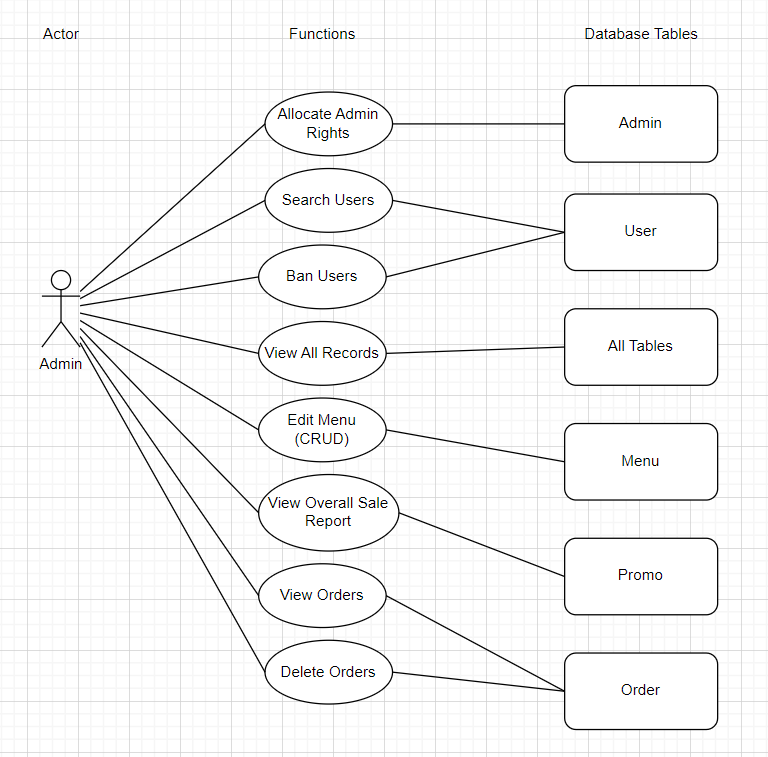 Actor
Functions
Database Tables
Allocate Admin
Rights
Admin
Search Users
User
Ban Users
View All Records
All Tables
Admin
Edit Menu
(CRUD)
Menu
View Overall Sale
Report
Promo
View Orders
Delete Orders
Order